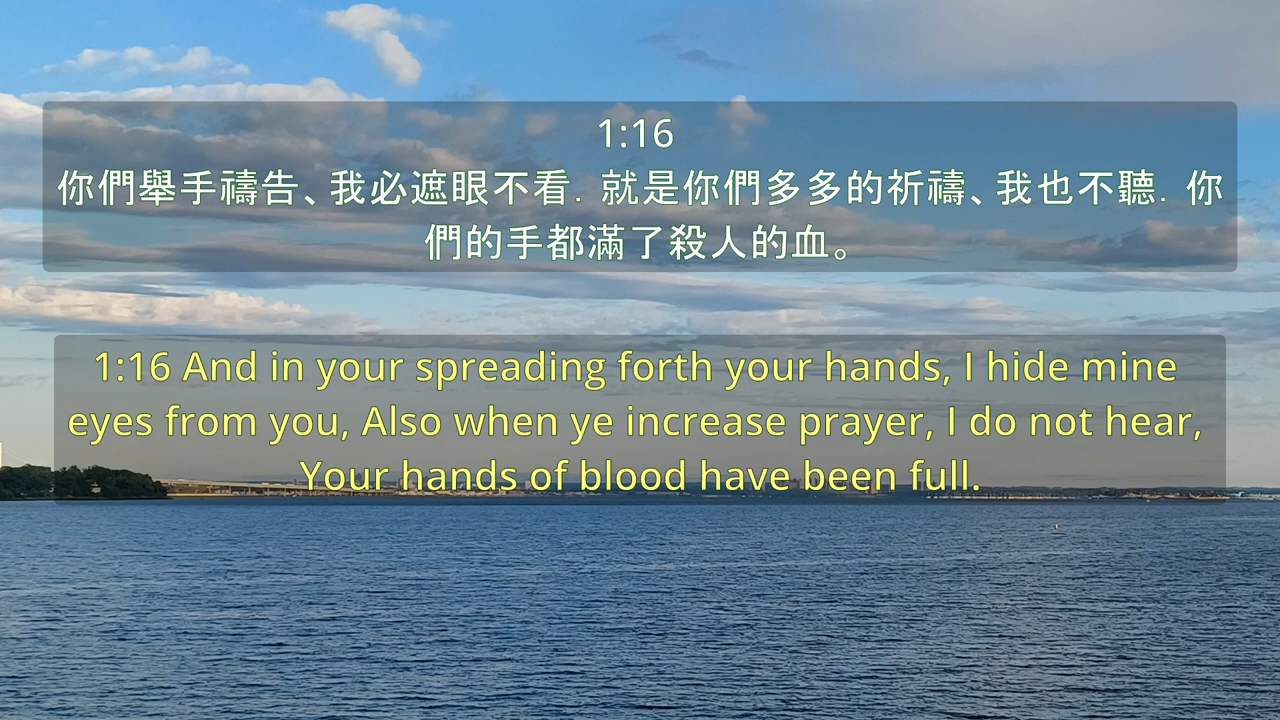 1:16
你們舉手禱告、我必遮眼不看. 就是你們多多的祈禱、我也不聽. 你
們的手都滿了殺人的血。
1:16 And in your spreading forth your hands, I hide mine
eyes from you, Also when ye increase prayer, I do not hear,
Your hands of blood have been full.